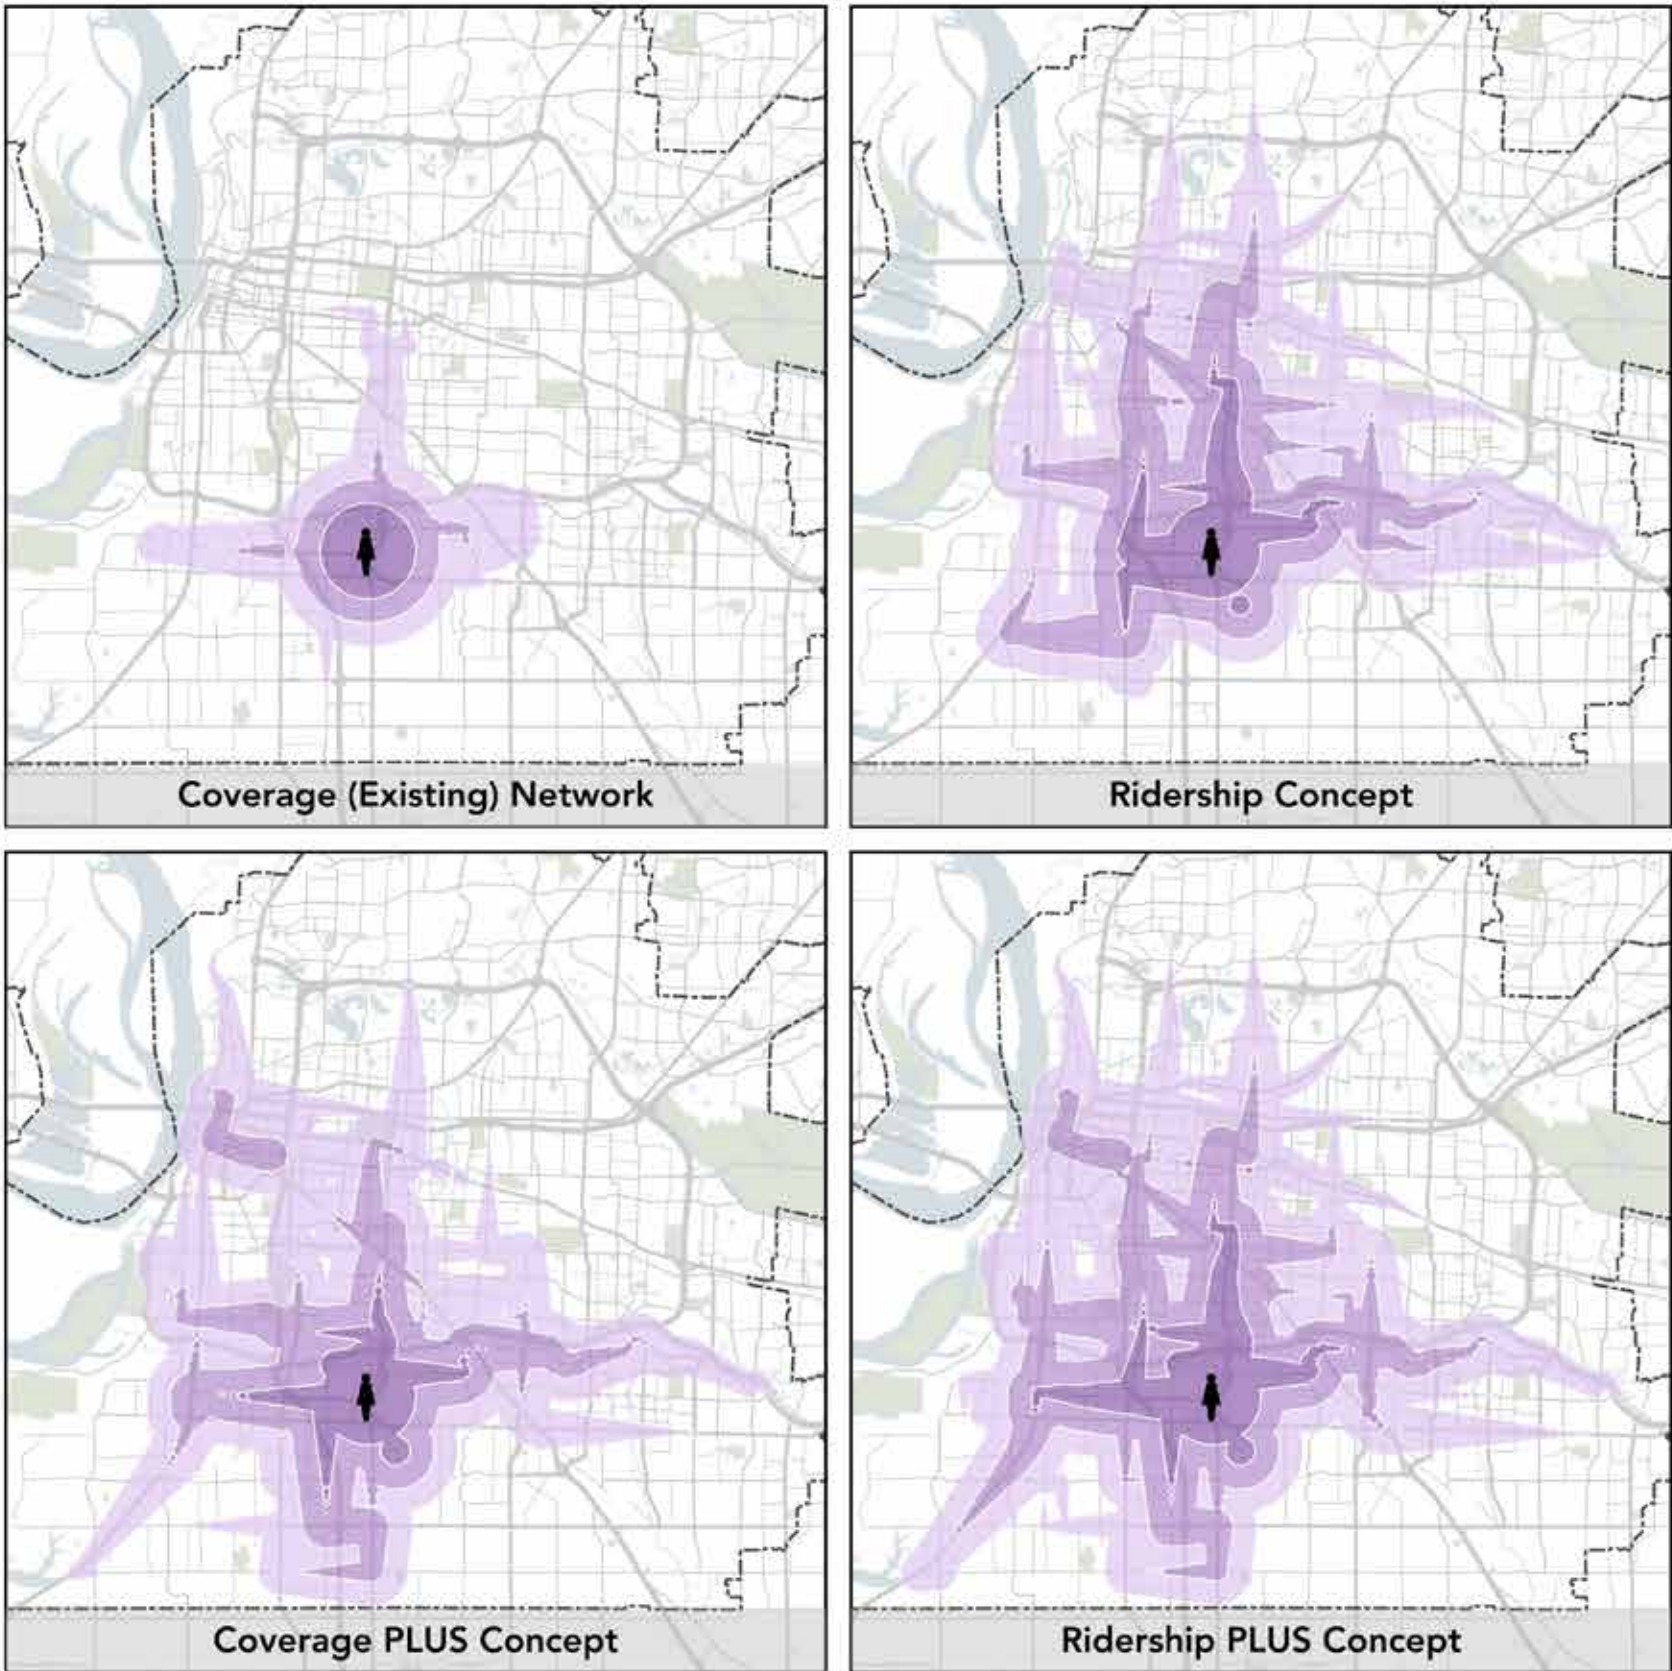 Coverage (Existing) Network
Ridership Concept
Coverage PLUS Concept
Ridership PLUS Concept